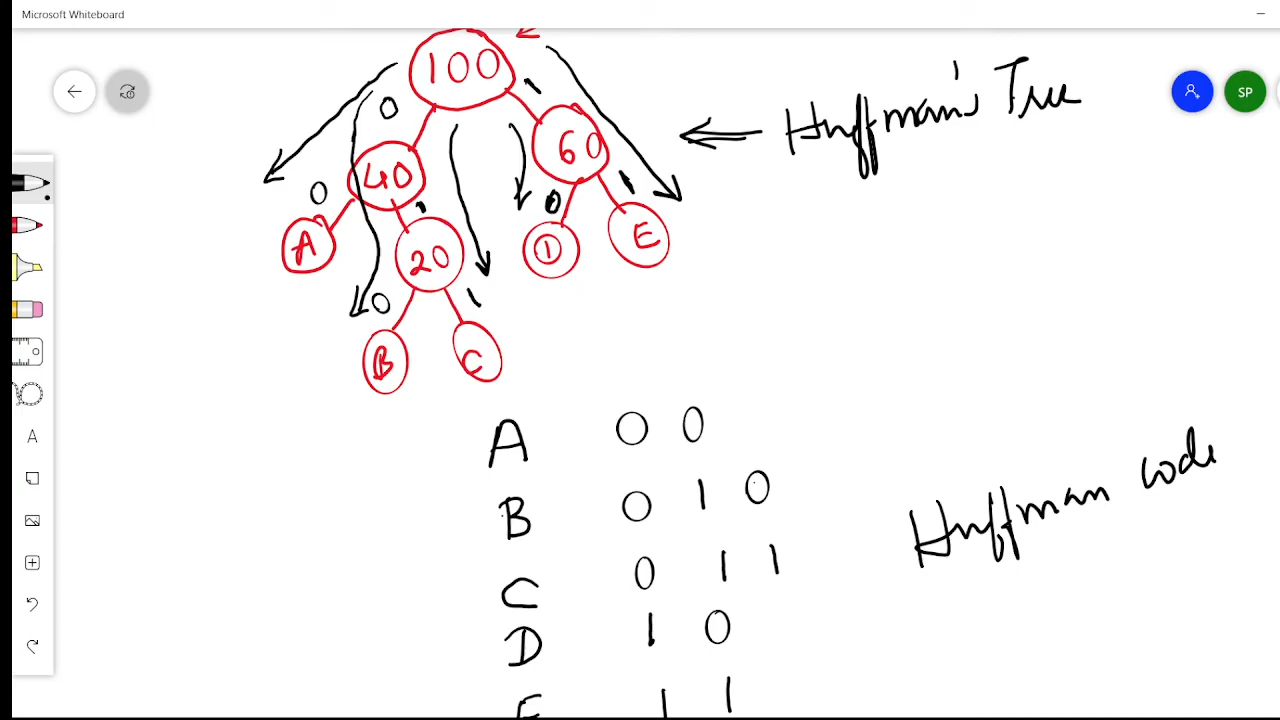 Microsoft Whiteboard
100
0 1
40 60
Huffman's Tree
0 1 0 1
A 20 D E
0 1
B C
SP
A
A 0 0
B 0 1 0
C 0 1 1
D 1 0
E 1 1
Huffman code